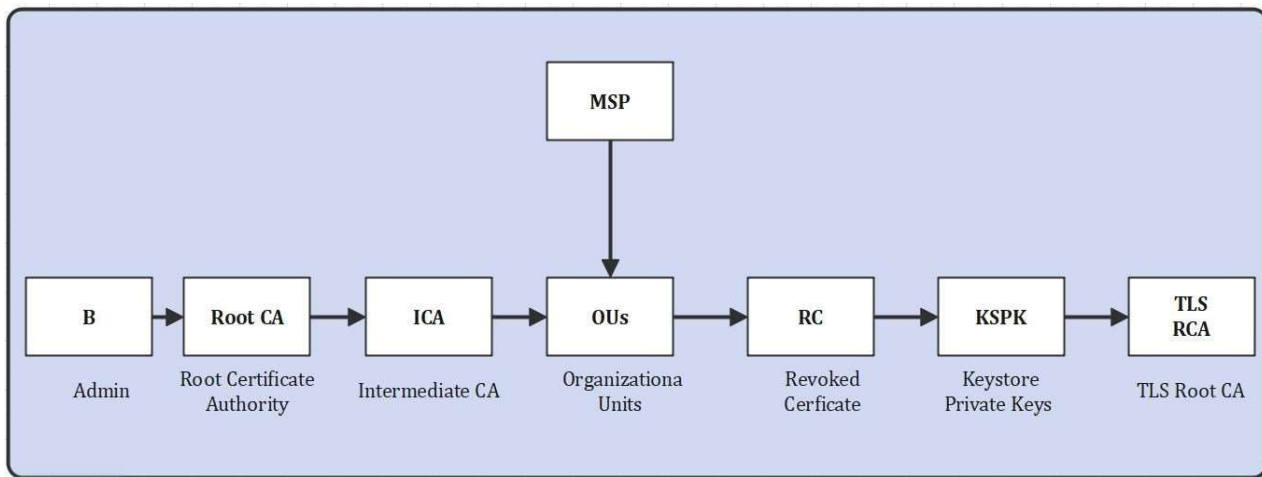 MSP
B
Root CA
ICA
OUs
RC
KSPK
TLS
RCA
Admin
Root Certificate
Authority
Intermediate CA
Organizationa
Units
Revoked
Cerficate
Keystore
Private Keys
TLS Root CA